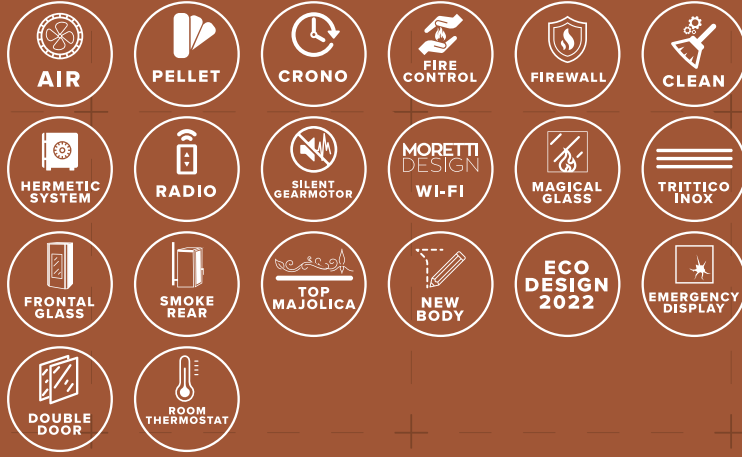 AIR
PELLET
CRONO
FIRE
CONTROL
FIREWALL
CLEAN
HERMETIC
SYSTEM
RADIO
SILENT
GEARMOTOR
MORETTI
DESIGN
WI-FI
MAGICAL
GLASS
TRITTICO
INOX
FRONTAL
GLASS
SMOKE
REAR
TOP
MAJOLICA
NEW
BODY
ECO
DESIGN
2022
EMERGENCY
DISPLAY
DOUBLE
DOOR
ROOM
THERMOSTAT